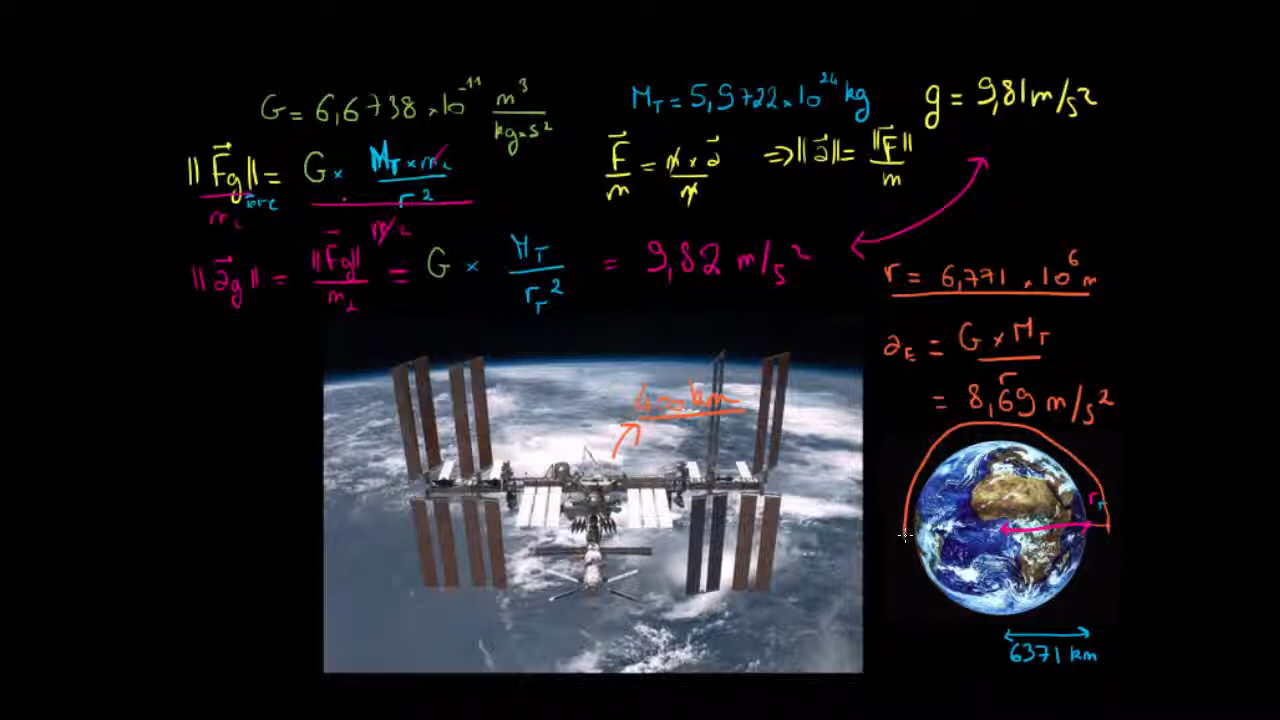 G = 6,6738 × 10⁻¹¹ m³/kg×s²
M_T = 5,9722 × 10²⁴ kg
g = 9,81 m/s²
||F⃗g|| = G × M_T × m₂ / r²
F⃗/m = m × a⃗ / m ⇒ ||a⃗|| = ||F⃗||/m
||a⃗g|| = ||F⃗g||/m₂ = G × M_T/r_T² = 9,82 m/s²
r = 6,771 . 10⁶ m
a_E = G × M_T / r
= 8,69 m/s²
400 km
r
6371 km